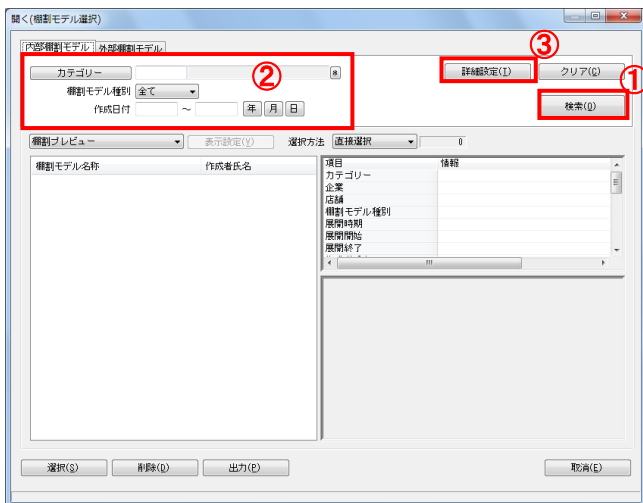 開く(棚割モデル選択)
内部棚割モデル 外部棚割モデル
③
カテゴリー ② * 詳細設定(I) クリア(C) ①
棚割モデル種別 全て 検索(Q)
作成日付 ～ 年 月 日
棚割プレビュー 表示設定(V) 選択方法 直接選択 0
棚割モデル名称 作成者氏名
項目 情報
カテゴリー
企業
店舗
棚割モデル種別
展開時期
展開開始
展開終了
選択(S) 削除(D) 出力(P) 取消(E)